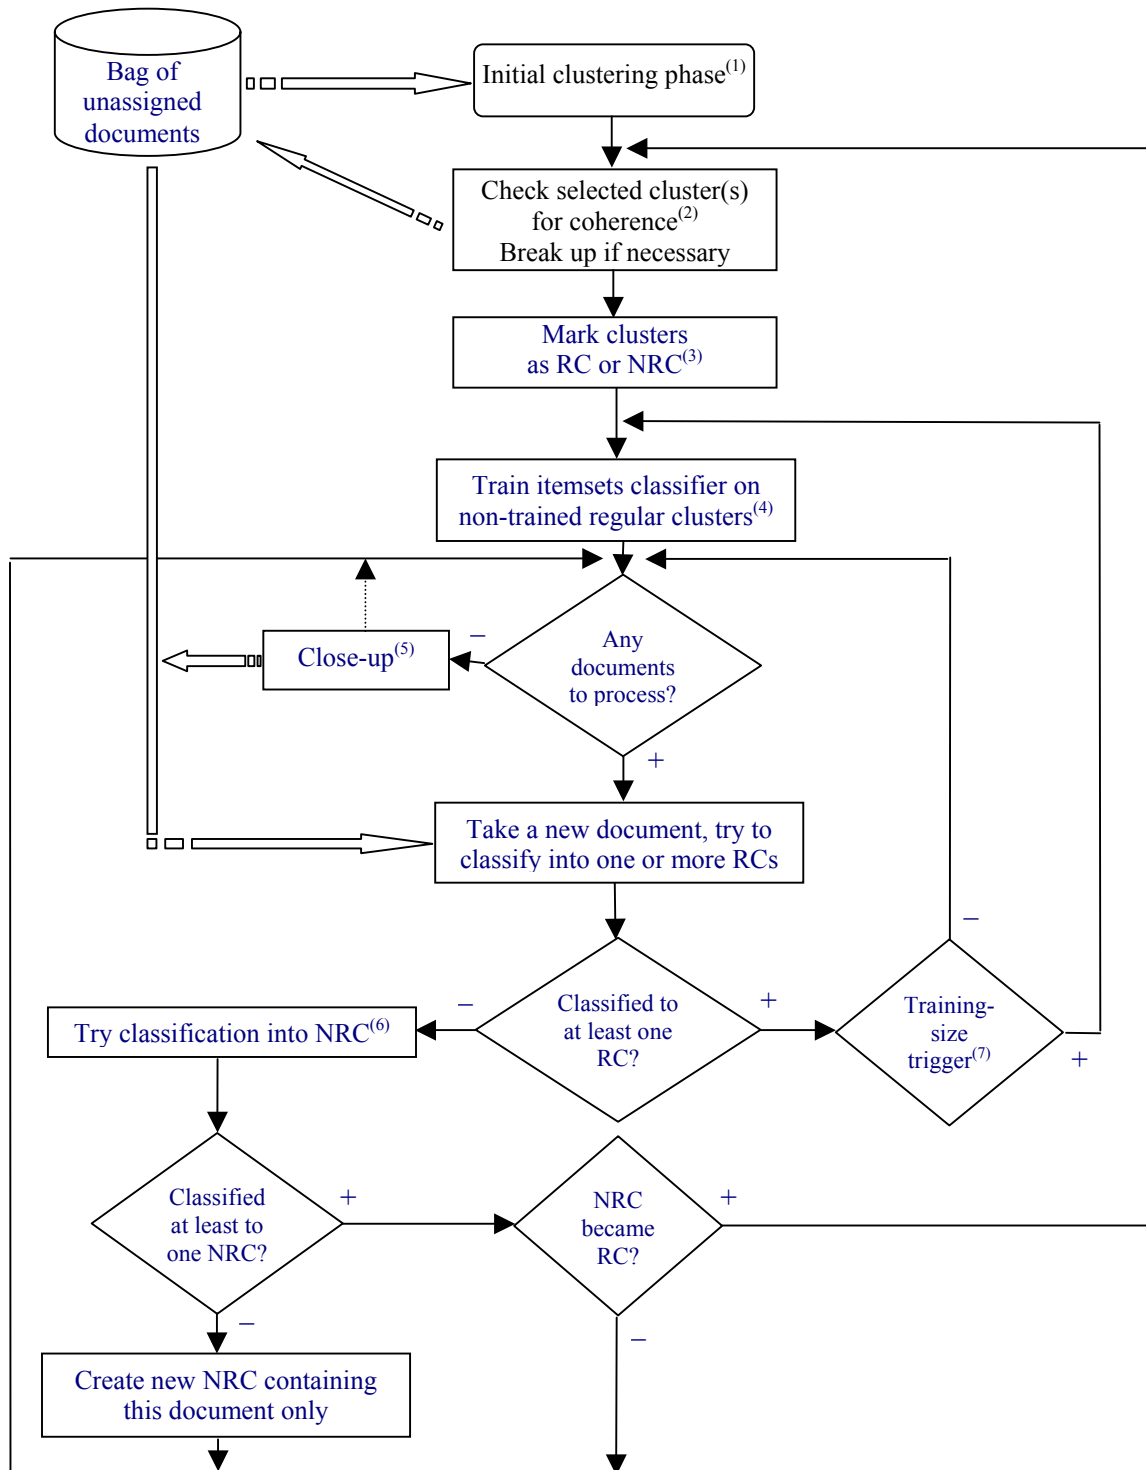 Bag of
unassigned
documents
Initial clustering phase(1)
Check selected cluster(s)
for coherence(2)
Break up if necessary
Mark clusters
as RC or NRC(3)
Train itemsets classifier on
non-trained regular clusters(4)
Close-up(5)
–
Any
documents
to process?
+
Take a new document, try to
classify into one or more RCs
–
Try classification into NRC(6)
–
Classified to
at least one
RC?
+
Training-
size
trigger(7)
+
Classified
at least to
one NRC?
+
NRC
became
RC?
+
–
–
Create new NRC containing
this document only